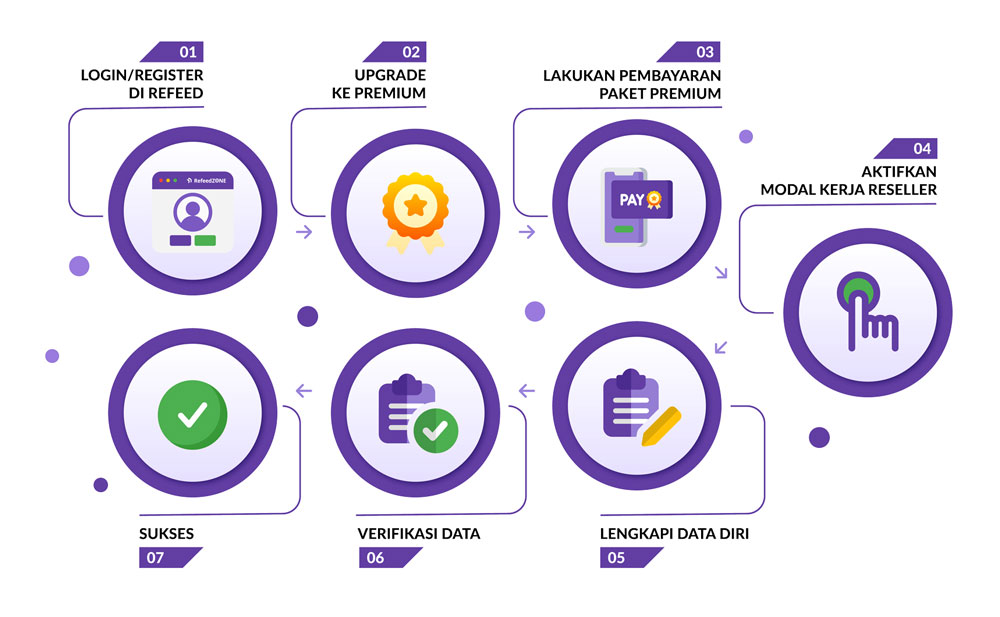 01
LOGIN/REGISTER
DI REFEED
RefeedZONE
02
UPGRADE
KE PREMIUM
03
LAKUKAN PEMBAYARAN
PAKET PREMIUM
PAY
04
AKTIFKAN
MODAL KERJA RESELLER
LENGKAPI DATA DIRI
05
VERIFIKASI DATA
06
SUKSES
07